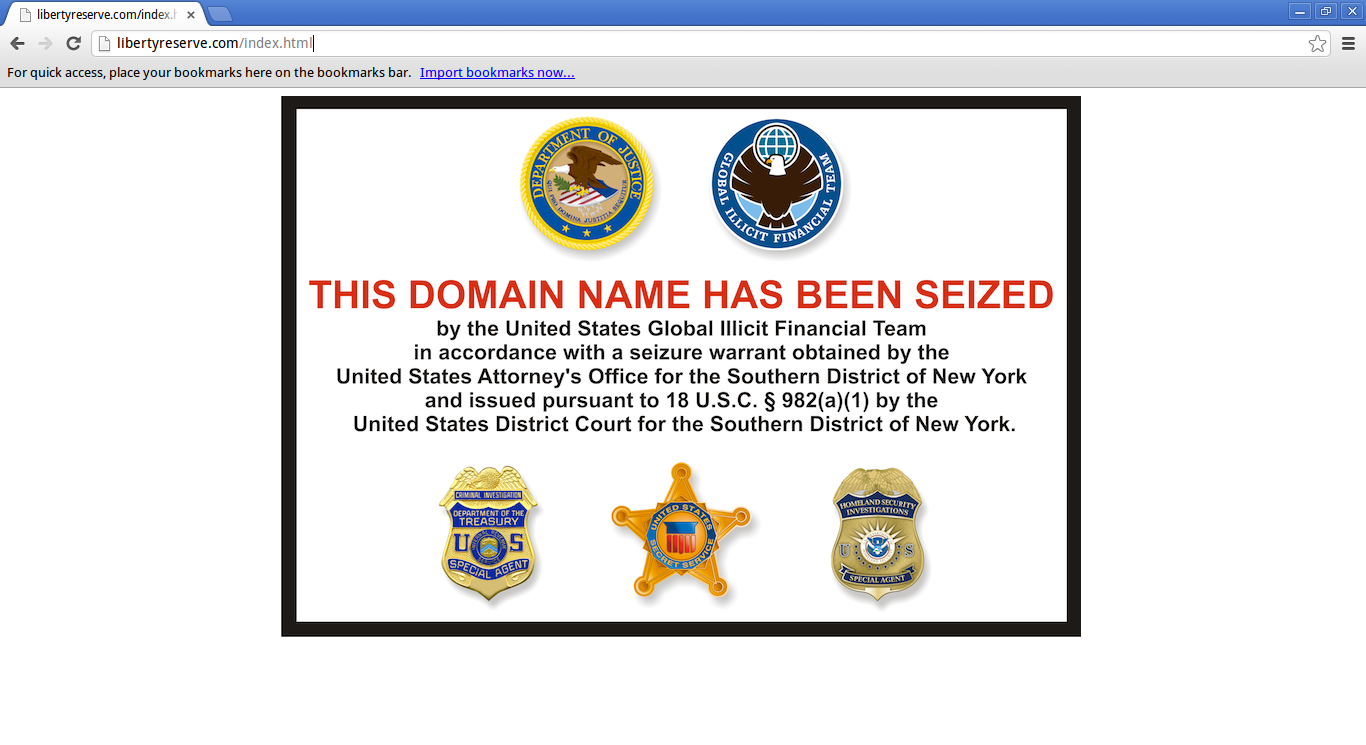 libertyreserve.com/index.h
libertyreserve.com/index.html
For quick access, place your bookmarks here on the bookmarks bar. Import bookmarks now...
DEPARTMENT OF JUSTICE
QUI PRO DOMINA JUSTITIA SEQUITUR
GLOBAL ILLICIT FINANCIAL TEAM
THIS DOMAIN NAME HAS BEEN SEIZED
by the United States Global Illicit Financial Team
in accordance with a seizure warrant obtained by the
United States Attorney's Office for the Southern District of New York
and issued pursuant to 18 U.S.C. § 982(a)(1) by the
United States District Court for the Southern District of New York.
CRIMINAL INVESTIGATION
DEPARTMENT OF THE
TREASURY
U S
SPECIAL AGENT
UNITED STATES
SECRET SERVICE
HOMELAND SECURITY
INVESTIGATIONS
U S
SPECIAL AGENT